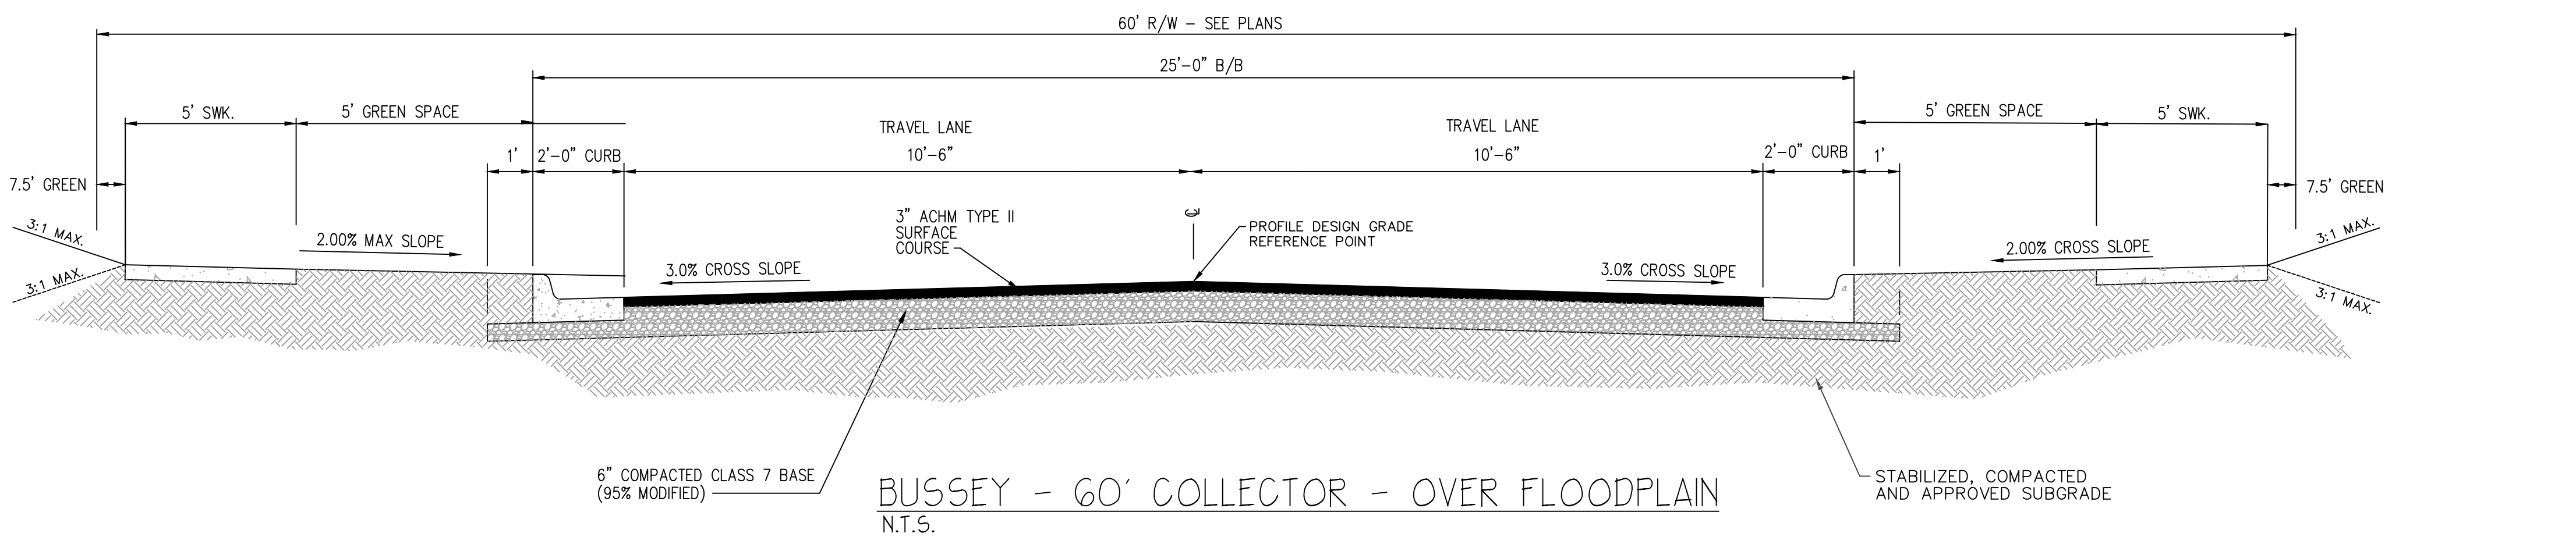 60' R/W - SEE PLANS
25'-0" B/B
5' SWK.
5' GREEN SPACE
5' GREEN SPACE
5' SWK.
TRAVEL LANE
10'-6"
TRAVEL LANE
10'-6"
1'
2'-0" CURB
2'-0" CURB
1'
7.5' GREEN
7.5' GREEN
3:1 MAX.
3:1 MAX.
2.00% MAX SLOPE
3" ACHM TYPE II
SURFACE
COURSE
℄
PROFILE DESIGN GRADE
REFERENCE POINT
3.0% CROSS SLOPE
3.0% CROSS SLOPE
2.00% CROSS SLOPE
3:1 MAX.
3:1 MAX.
6" COMPACTED CLASS 7 BASE
(95% MODIFIED)
STABILIZED, COMPACTED
AND APPROVED SUBGRADE
BUSSEY - 60' COLLECTOR - OVER FLOODPLAIN
N.T.S.